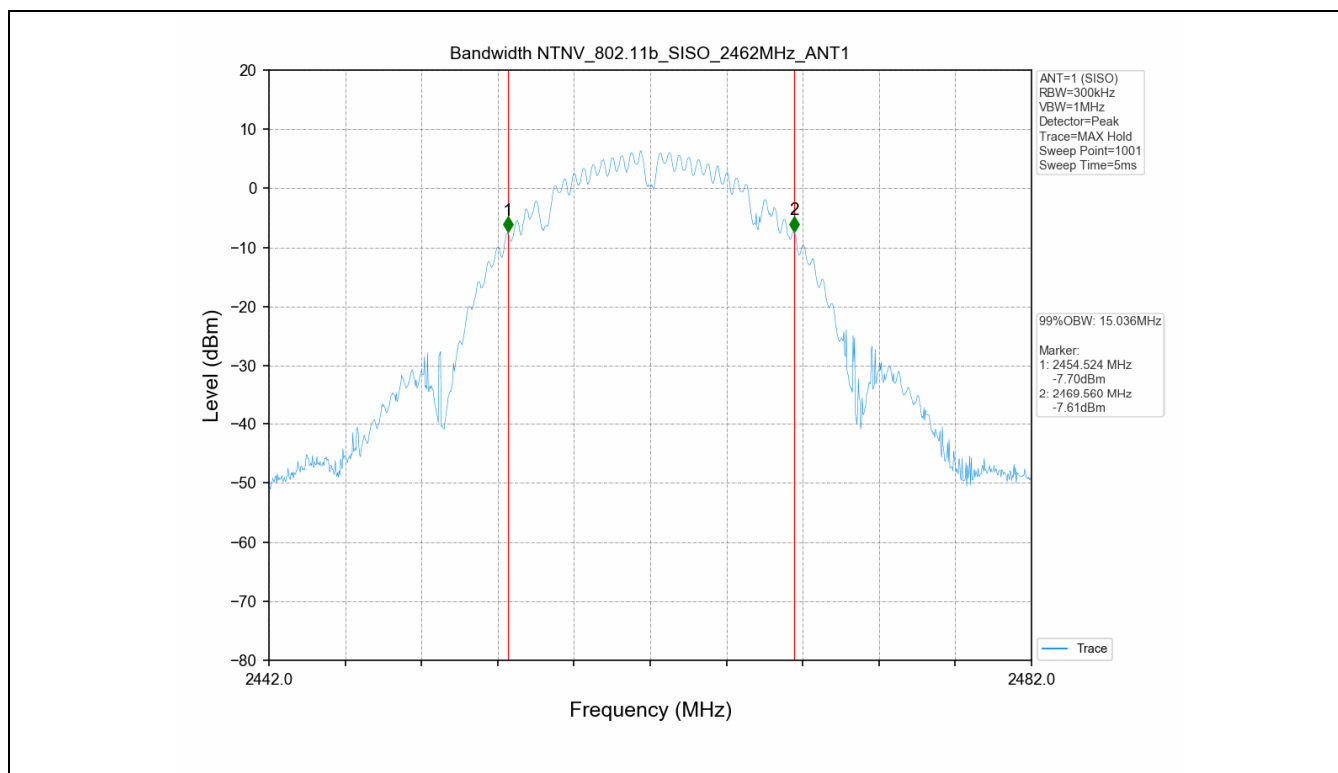 Bandwidth NTNV_802.11b_SISO_2462MHz_ANT1
20
10
0
−10
−20
−30
−40
−50
−60
−70
−80
Level (dBm)
2442.0
2482.0
Frequency (MHz)
1
2
ANT=1 (SISO)
RBW=300kHz
VBW=1MHz
Detector=Peak
Trace=MAX Hold
Sweep Point=1001
Sweep Time=5ms
99%OBW: 15.036MHz
Marker:
1: 2454.524 MHz
-7.70dBm
2: 2469.560 MHz
-7.61dBm
Trace